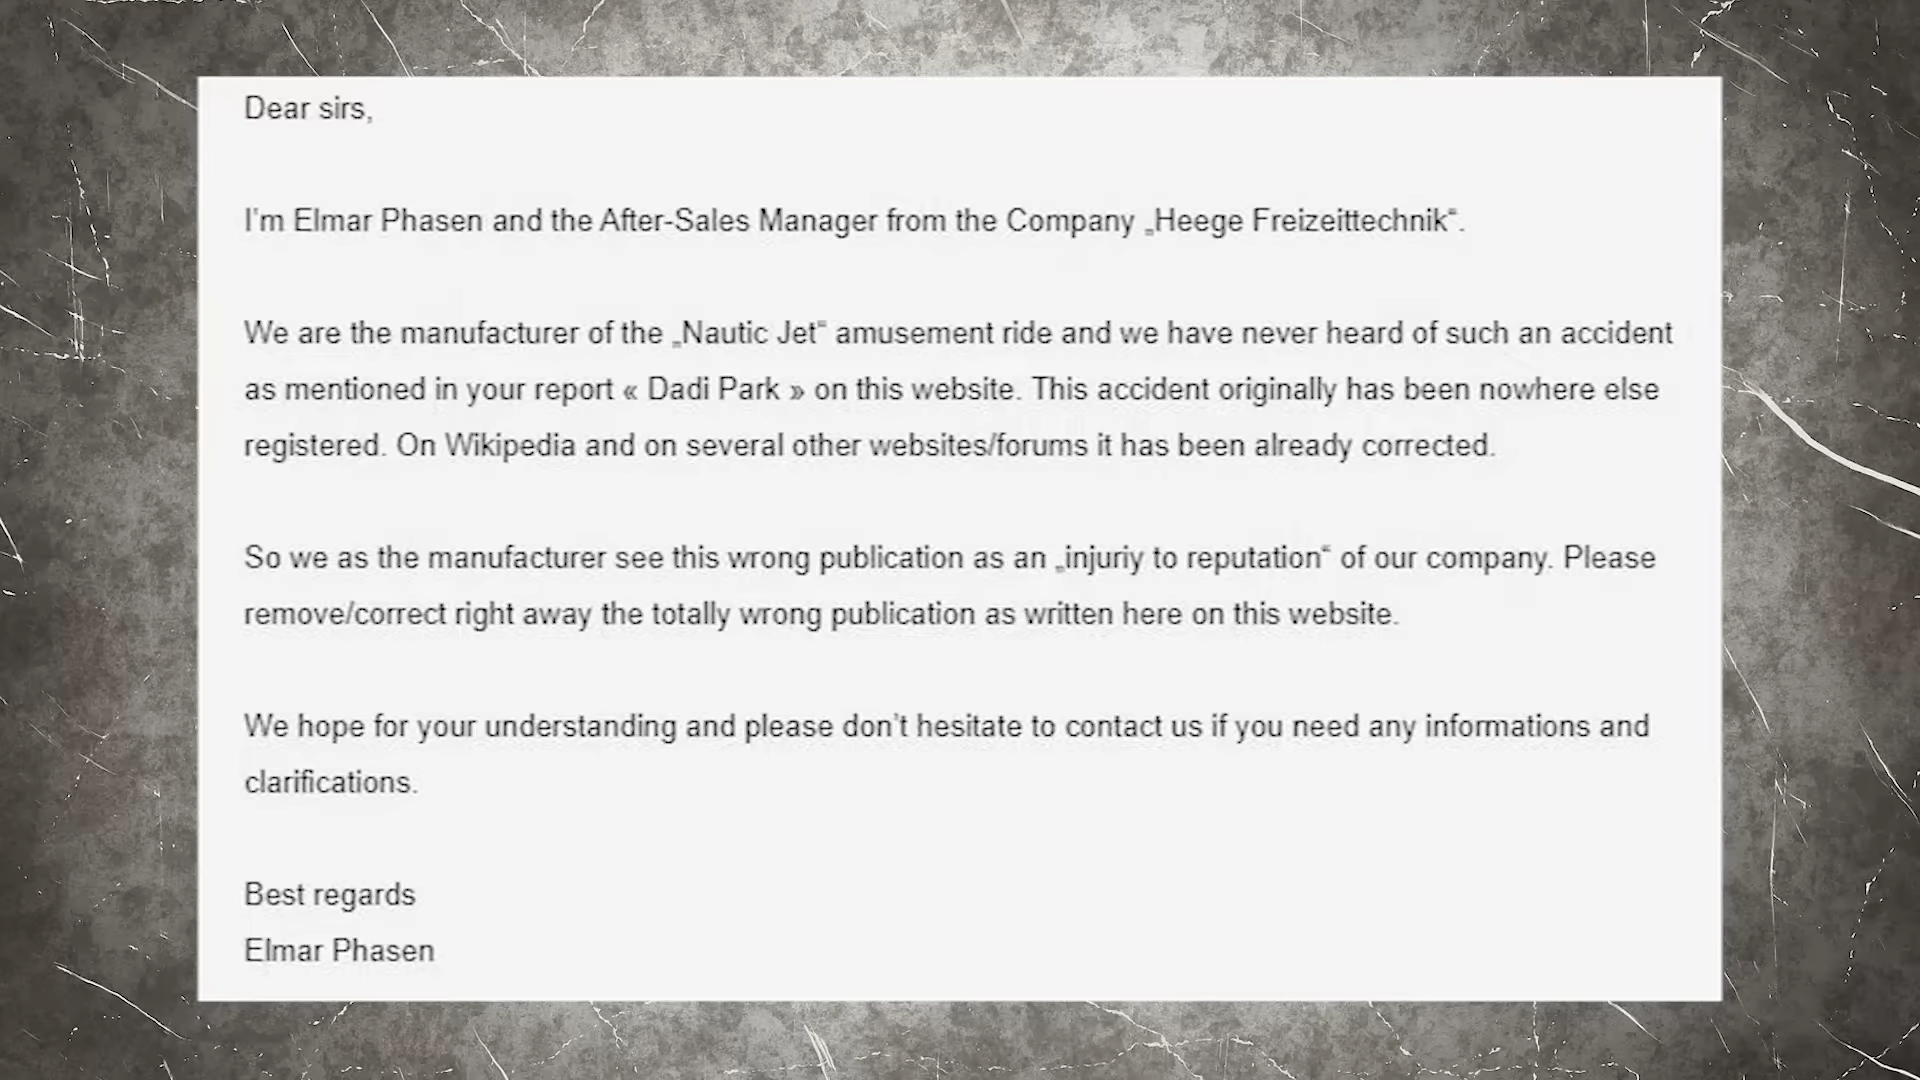 Dear sirs,
I'm Elmar Phasen and the After-Sales Manager from the Company „Heege Freizeittechnik“.
We are the manufacturer of the „Nautic Jet“ amusement ride and we have never heard of such an accident
as mentioned in your report « Dadi Park » on this website. This accident originally has been nowhere else
registered. On Wikipedia and on several other websites/forums it has been already corrected.
So we as the manufacturer see this wrong publication as an „injuriy to reputation“ of our company. Please
remove/correct right away the totally wrong publication as written here on this website.
We hope for your understanding and please don't hesitate to contact us if you need any informations and
clarifications.
Best regards
Elmar Phasen